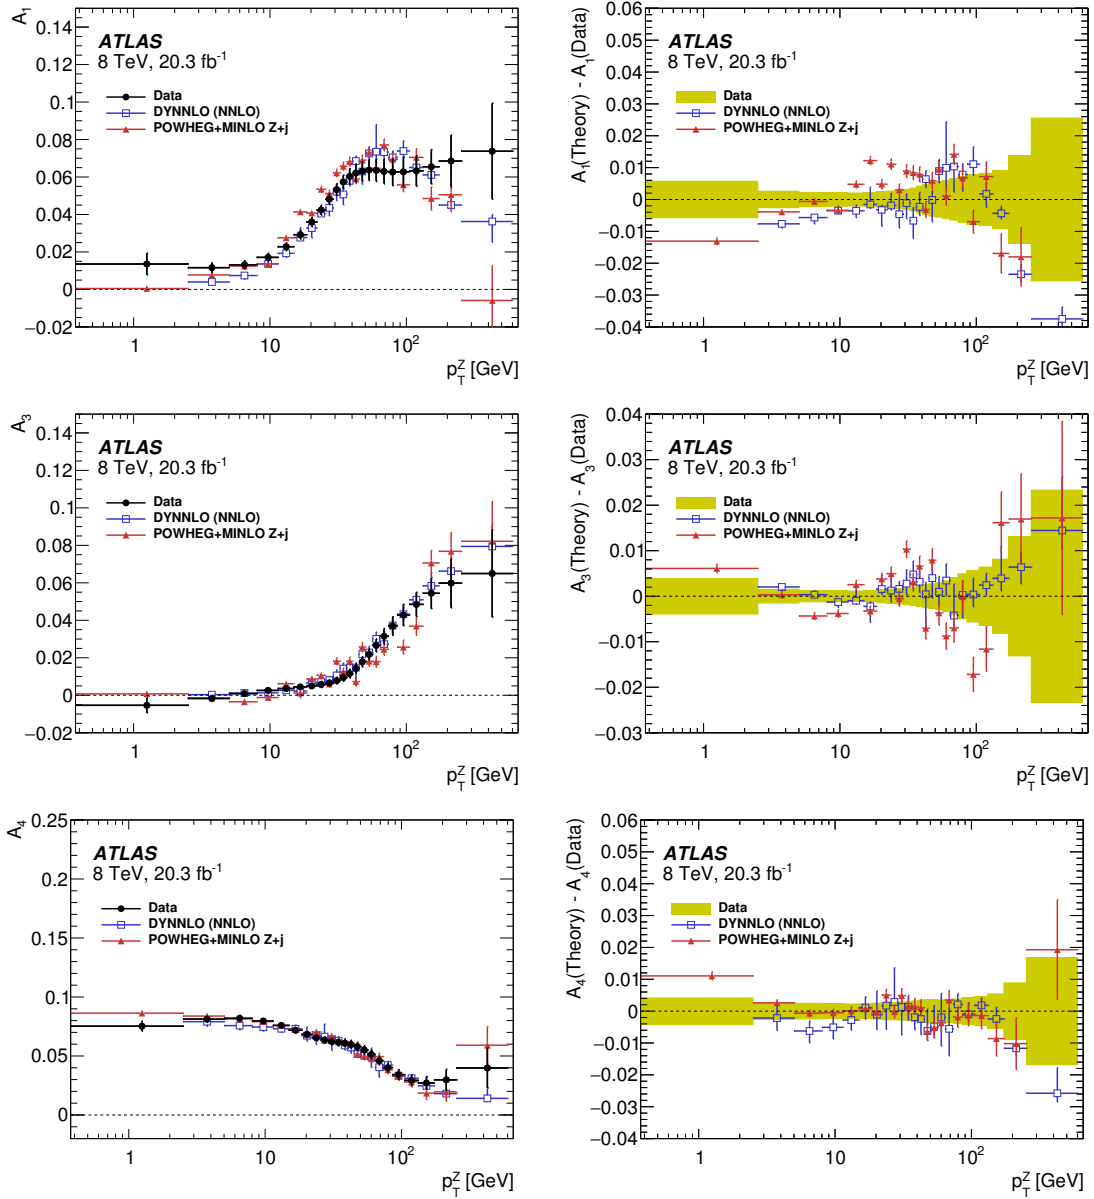 A1
0.14
0.12
0.1
0.08
0.06
0.04
0.02
0
−0.02
ATLAS
8 TeV, 20.3 fb-1
Data
DYNNLO (NNLO)
POWHEG+MINLO Z+j
1
10
10²
pTZ [GeV]
A1(Theory) - A1(Data)
0.06
0.05
0.04
0.03
0.02
0.01
0
−0.01
−0.02
−0.03
−0.04
ATLAS
8 TeV, 20.3 fb-1
Data
DYNNLO (NNLO)
POWHEG+MINLO Z+j
1
10
10²
pTZ [GeV]
A3
0.14
0.12
0.1
0.08
0.06
0.04
0.02
0
−0.02
ATLAS
8 TeV, 20.3 fb-1
Data
DYNNLO (NNLO)
POWHEG+MINLO Z+j
1
10
10²
pTZ [GeV]
A3(Theory) - A3(Data)
0.04
0.03
0.02
0.01
0
−0.01
−0.02
−0.03
ATLAS
8 TeV, 20.3 fb-1
Data
DYNNLO (NNLO)
POWHEG+MINLO Z+j
1
10
10²
pTZ [GeV]
A4
0.25
0.2
0.15
0.1
0.05
0
ATLAS
8 TeV, 20.3 fb-1
Data
DYNNLO (NNLO)
POWHEG+MINLO Z+j
1
10
10²
pTZ [GeV]
A4(Theory) - A4(Data)
0.06
0.05
0.04
0.03
0.02
0.01
0
−0.01
−0.02
−0.03
−0.04
ATLAS
8 TeV, 20.3 fb-1
Data
DYNNLO (NNLO)
POWHEG+MINLO Z+j
1
10
10²
pTZ [GeV]